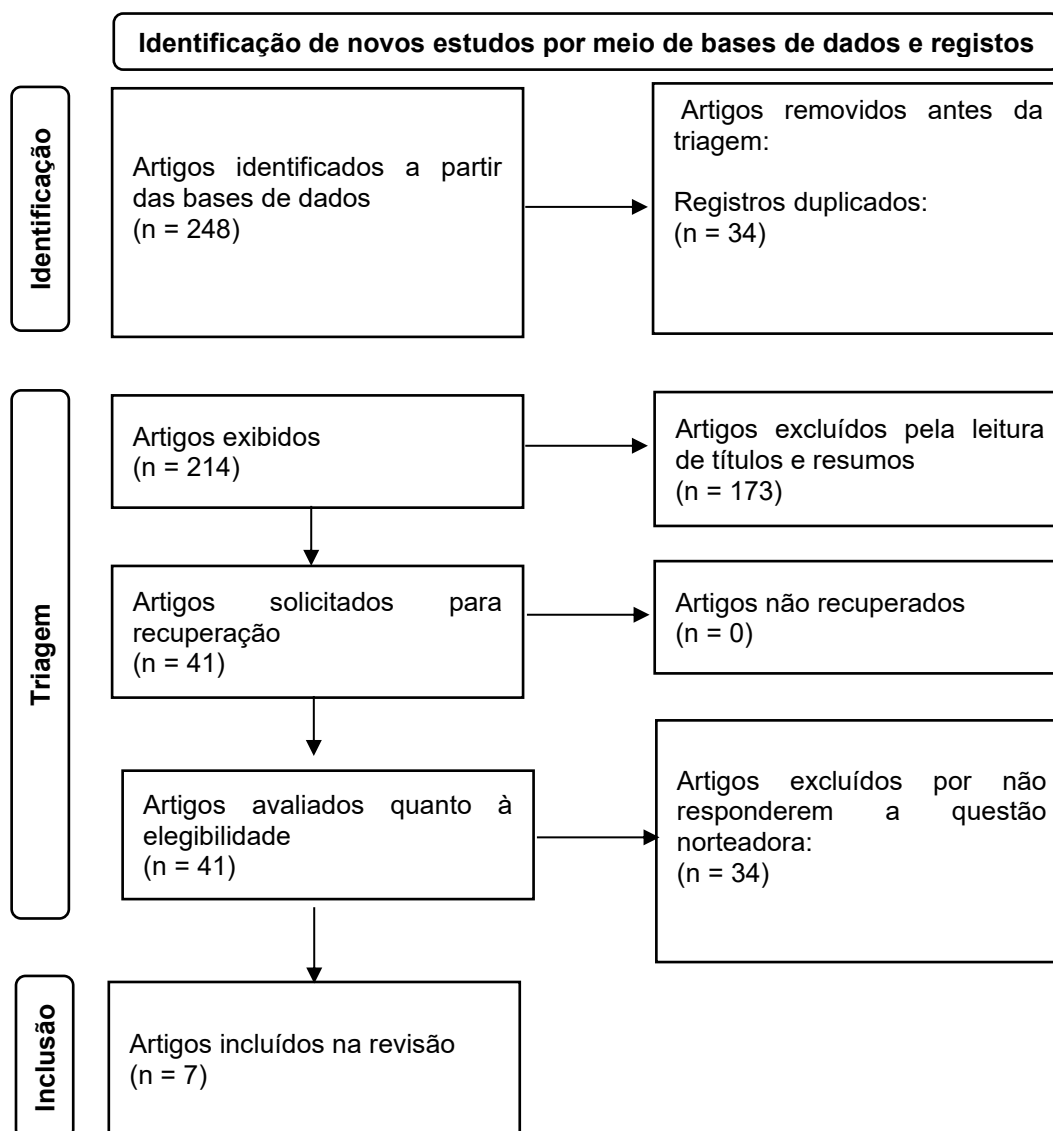 Identificação de novos estudos por meio de bases de dados e registos
Identificação
Artigos identificados a partir
das bases de dados
(n = 248)
Artigos removidos antes da
triagem:
Registros duplicados:
(n = 34)
Triagem
Artigos exibidos
(n = 214)
Artigos excluídos pela leitura
de títulos e resumos
(n = 173)
Artigos solicitados para
recuperação
(n = 41)
Artigos não recuperados
(n = 0)
Artigos avaliados quanto à
elegibilidade
(n = 41)
Artigos excluídos por não
responderem a questão
norteadora:
(n = 34)
Inclusão
Artigos incluídos na revisão
(n = 7)